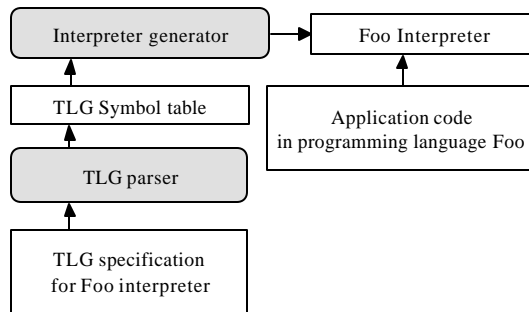 Interpreter generator
Foo Interpreter
TLG Symbol table
Application code
in programming language Foo
TLG parser
TLG specification
for Foo interpreter